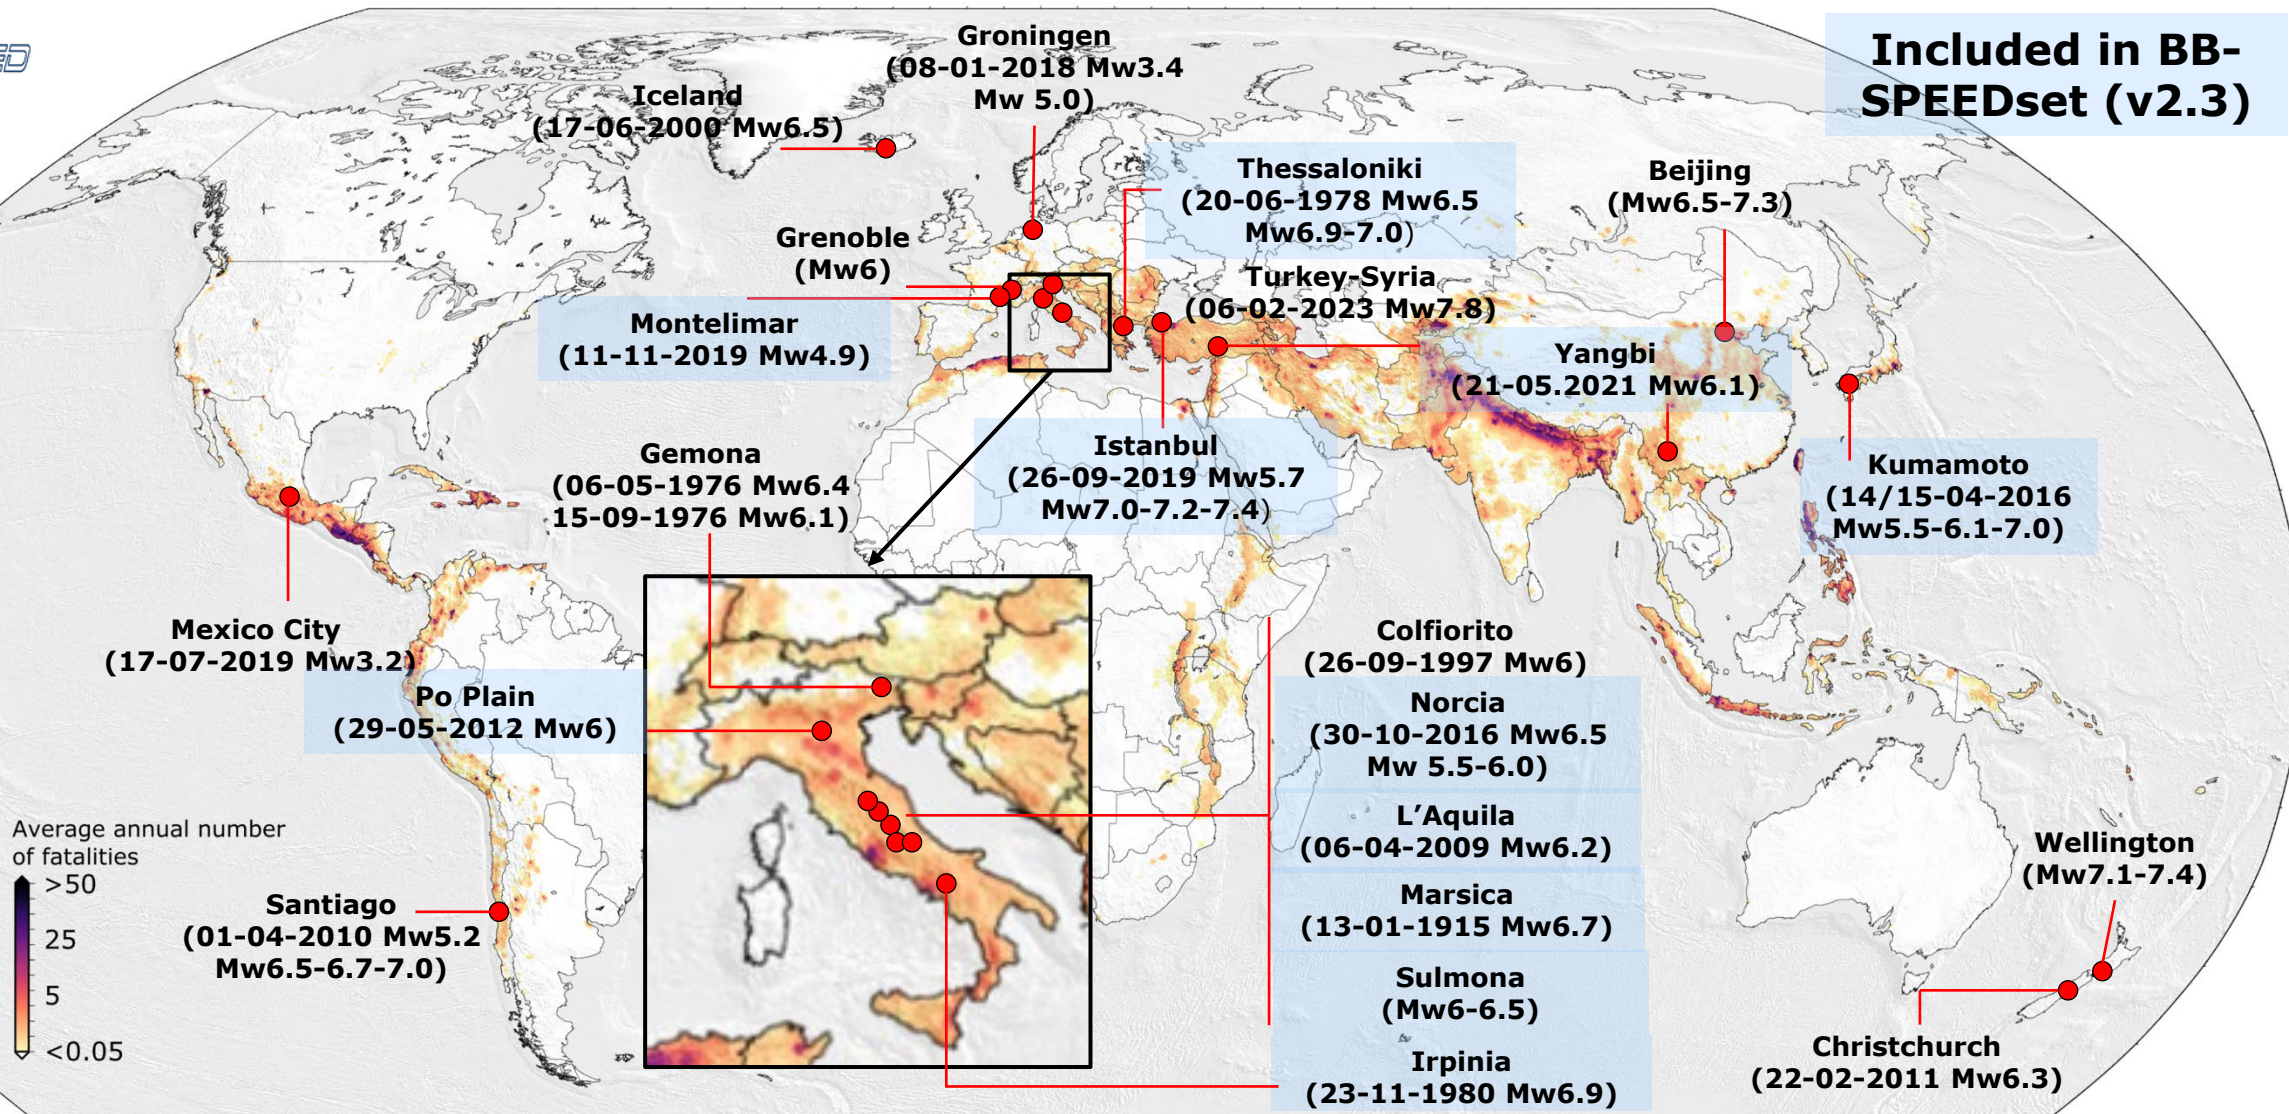 Included in BB-
SPEEDset (v2.3)
Groningen
(08-01-2018 Mw3.4
Mw 5.0)
Iceland
(17-06-2000 Mw6.5)
Thessaloniki
(20-06-1978 Mw6.5
Mw6.9-7.0)
Beijing
(Mw6.5-7.3)
Grenoble
(Mw6)
Turkey-Syria
(06-02-2023 Mw7.8)
Montelimar
(11-11-2019 Mw4.9)
Yangbi
(21-05.2021 Mw6.1)
Gemona
(06-05-1976 Mw6.4
15-09-1976 Mw6.1)
Istanbul
(26-09-2019 Mw5.7
Mw7.0-7.2-7.4)
Kumamoto
(14/15-04-2016
Mw5.5-6.1-7.0)
Mexico City
(17-07-2019 Mw3.2)
Po Plain
(29-05-2012 Mw6)
Colfiorito
(26-09-1997 Mw6)
Norcia
(30-10-2016 Mw6.5
Mw 5.5-6.0)
L’Aquila
(06-04-2009 Mw6.2)
Marsica
(13-01-1915 Mw6.7)
Sulmona
(Mw6-6.5)
Irpinia
(23-11-1980 Mw6.9)
Wellington
(Mw7.1-7.4)
Christchurch
(22-02-2011 Mw6.3)
Santiago
(01-04-2010 Mw5.2
Mw6.5-6.7-7.0)
Average annual number
of fatalities
>50
25
5
<0.05